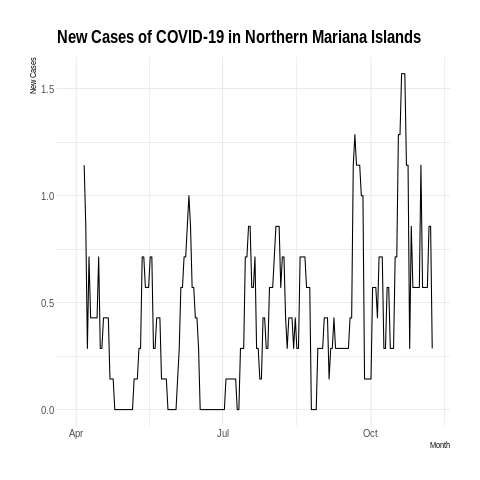 New Cases of COVID-19 in Northern Mariana Islands
New Cases
1.5
1.0
0.5
0.0
Apr
Jul
Oct
Month